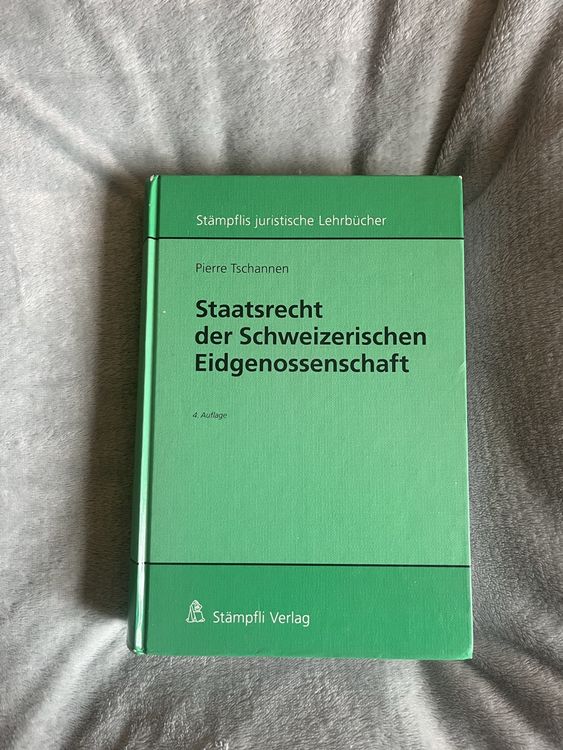 Stämpflis juristische Lehrbücher
Pierre Tschannen
Staatsrecht
der Schweizerischen
Eidgenossenschaft
4. Auflage
Stämpfli Verlag